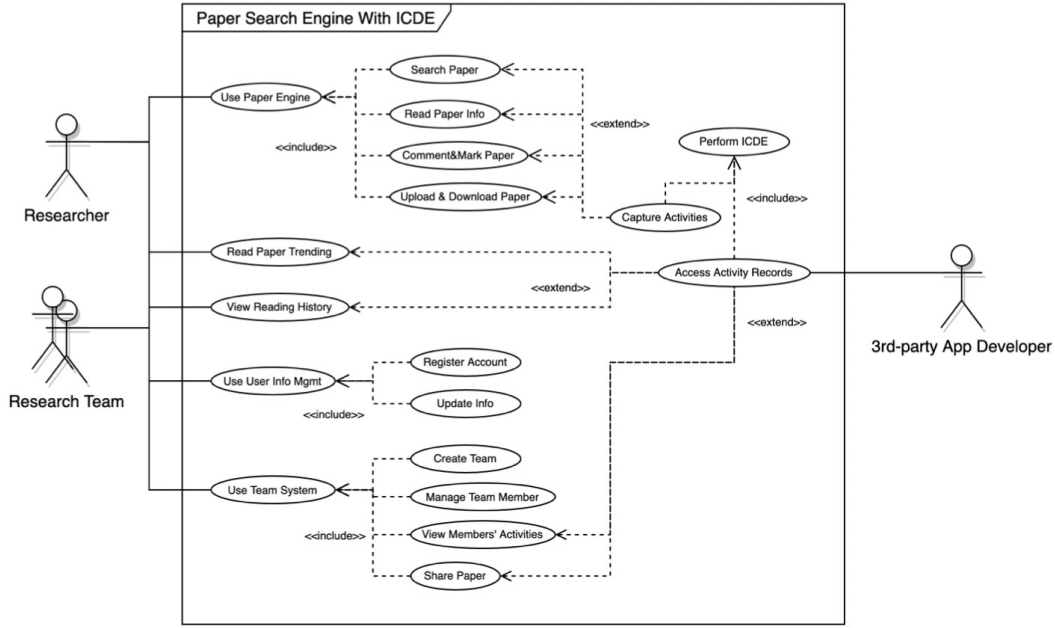 Paper Search Engine With ICDE
Search Paper
Use Paper Engine
Read Paper Info
<<extend>>
<<include>>
Comment&Mark Paper
Perform ICDE
Upload & Download Paper
<<include>>
Capture Activities
Researcher
Read Paper Trending
Access Activity Records
<<extend>>
View Reading History
<<extend>>
3rd-party App Developer
Register Account
Use User Info Mgmt
Research Team
Update Info
<<include>>
Create Team
Use Team System
Manage Team Member
<<include>>
View Members' Activities
Share Paper